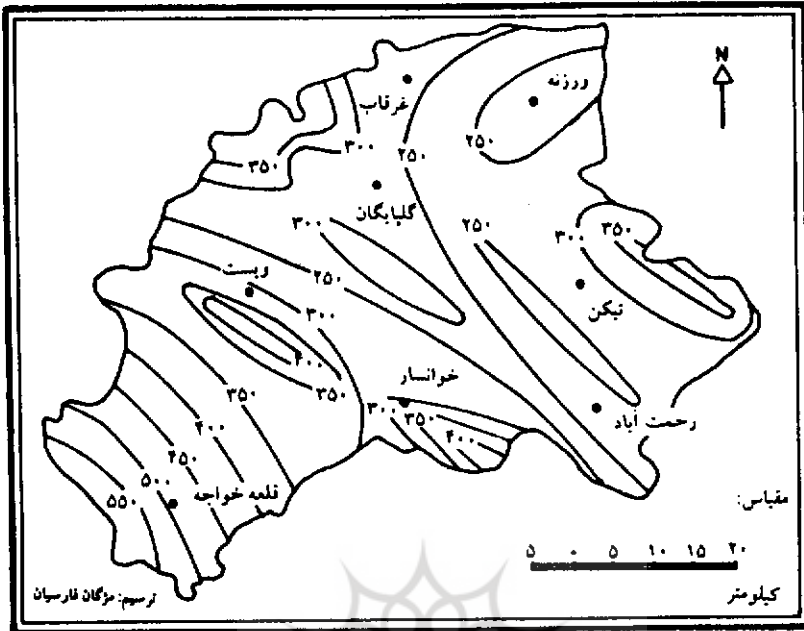 N
ورزنه
غرقاب
۲۵۰
۳۰۰
۲۵۰
۳۵۰
گلپایگان
۳۰۰
۲۵۰
۳۰۰
۳۵۰
ویست
۲۵۰
تیکن
۳۰۰
۴۰۰
خوانسار
۳۵۰
۳۵۰
۳۰۰
۳۵۰
رحمت آباد
۴۰۰
۴۰۰
۴۵۰
۵۰۰
قلعه خواجه
۵۵۰
مقیاس:
۵ ۰ ۵ ۱۰ ۱۵ ۲۰
کیلومتر
ترسیم: مژگان فارسیان